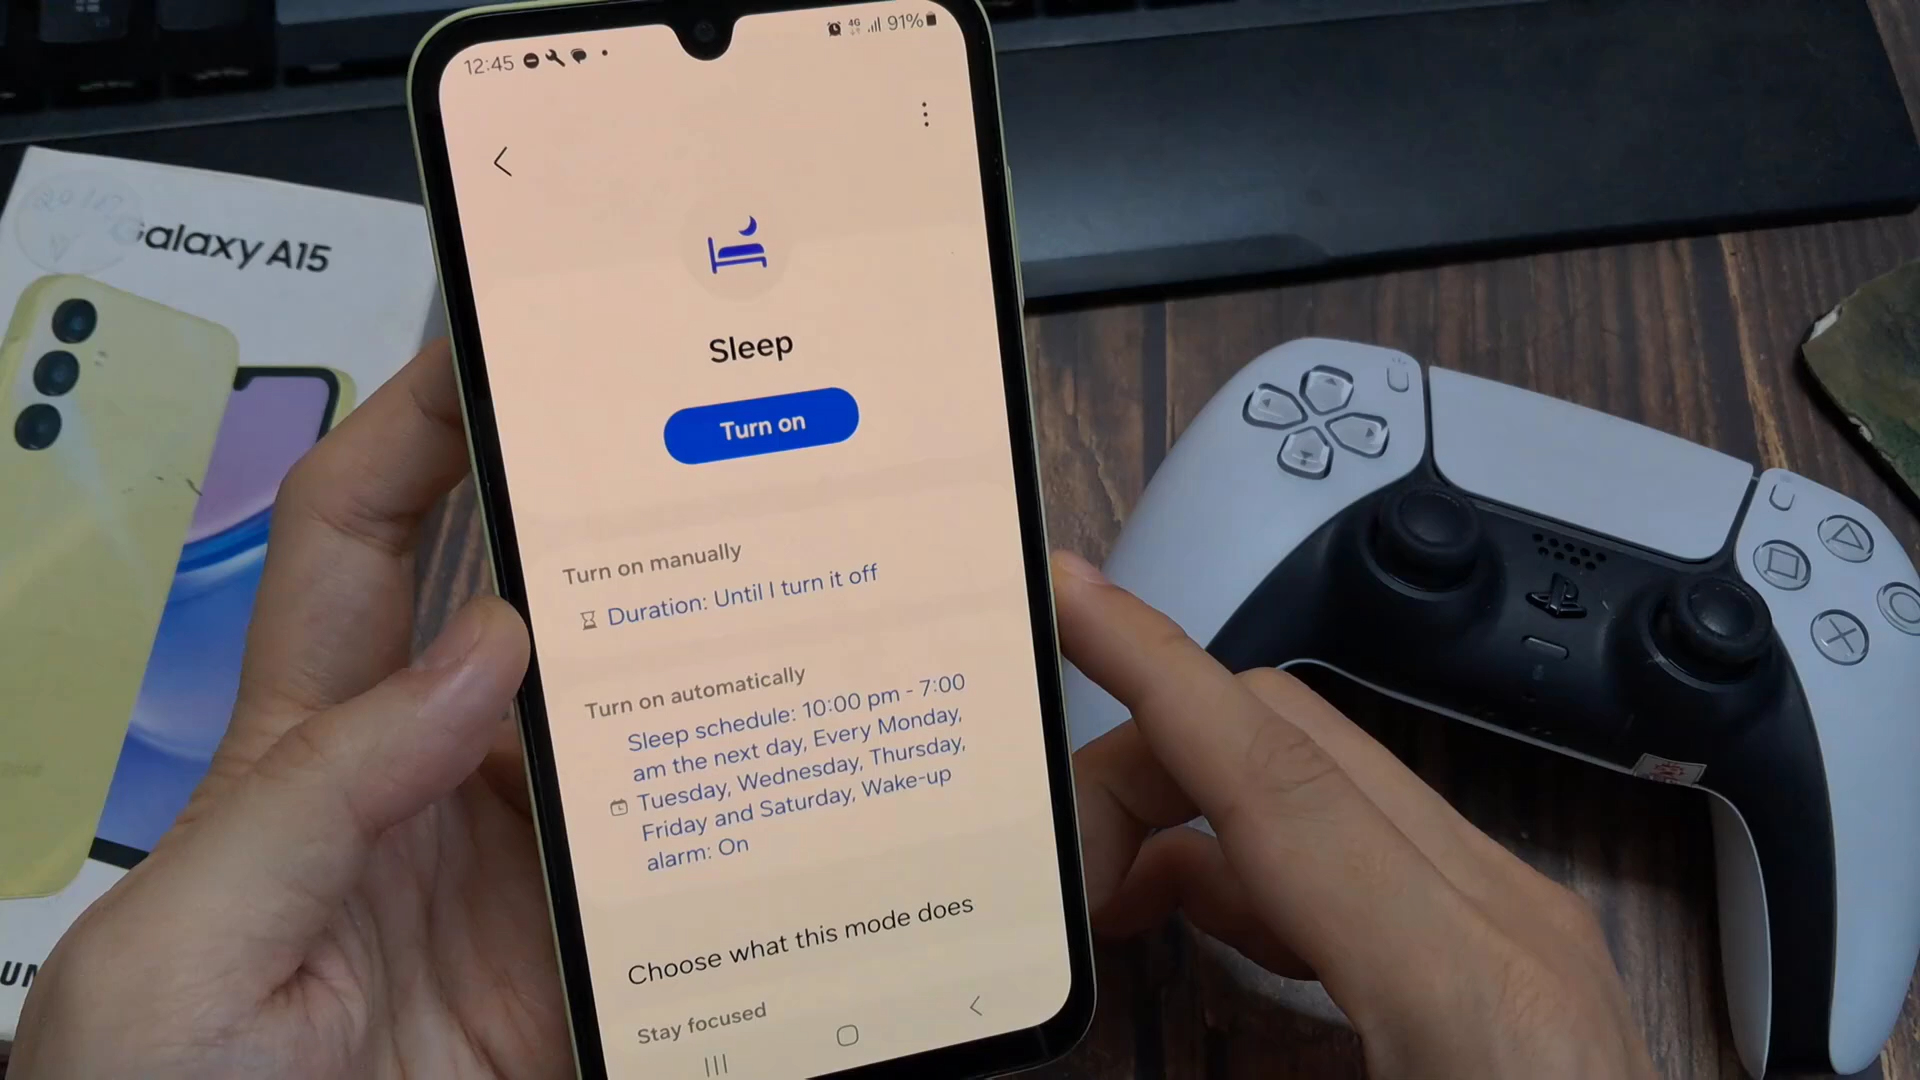 12:45
4G
91%
Galaxy A15
Sleep
Turn on
Turn on manually
Duration: Until I turn it off
Turn on automatically
Sleep schedule: 10:00 pm - 7:00
am the next day, Every Monday,
Tuesday, Wednesday, Thursday,
Friday and Saturday, Wake-up
alarm: On
Choose what this mode does
Stay focused